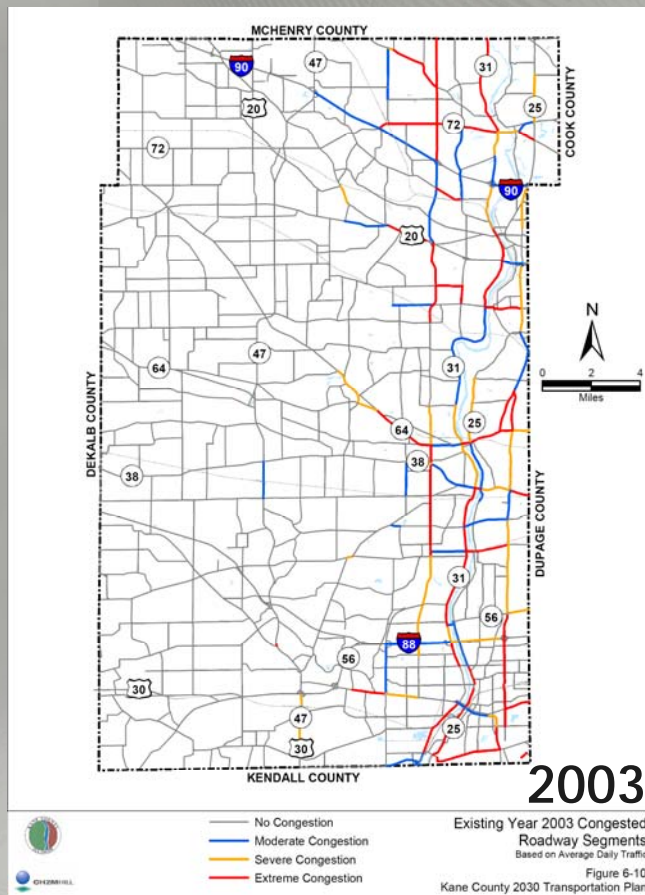 MCHENRY COUNTY
90
47
31
20
25
COOK COUNTY
72
72
90
20
N
0 2 4
Miles
47
31
64
DEKALB COUNTY
25
64
38
38
DUPAGE COUNTY
31
56
88
56
30
47
25
30
KENDALL COUNTY
2003
No Congestion
Moderate Congestion
Severe Congestion
Extreme Congestion
Existing Year 2003 Congested
Roadway Segments
Based on Average Daily Traffic
Figure 6-10
Kane County 2030 Transportation Plan
CH2MHILL